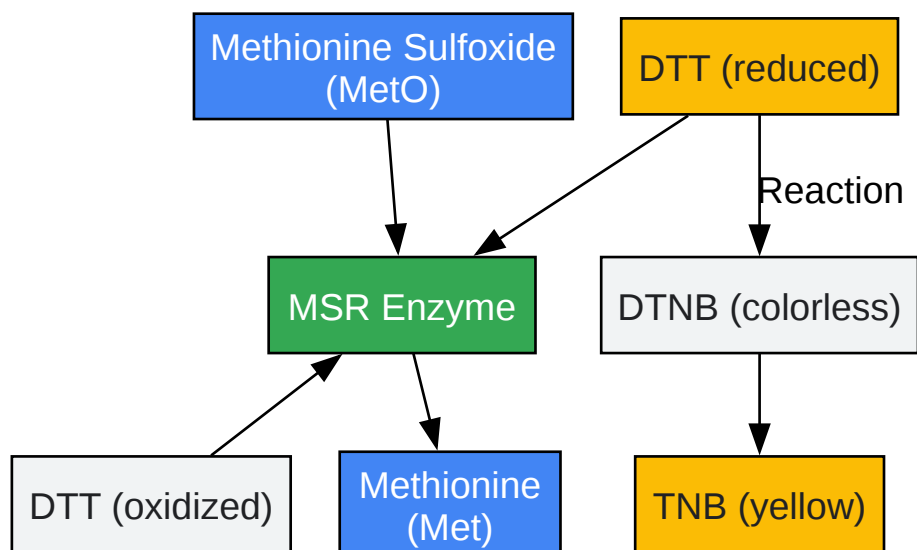 Methionine Sulfoxide
(MetO)
DTT (reduced)
Reaction
MSR Enzyme
DTNB (colorless)
DTT (oxidized)
Methionine
(Met)
TNB (yellow)